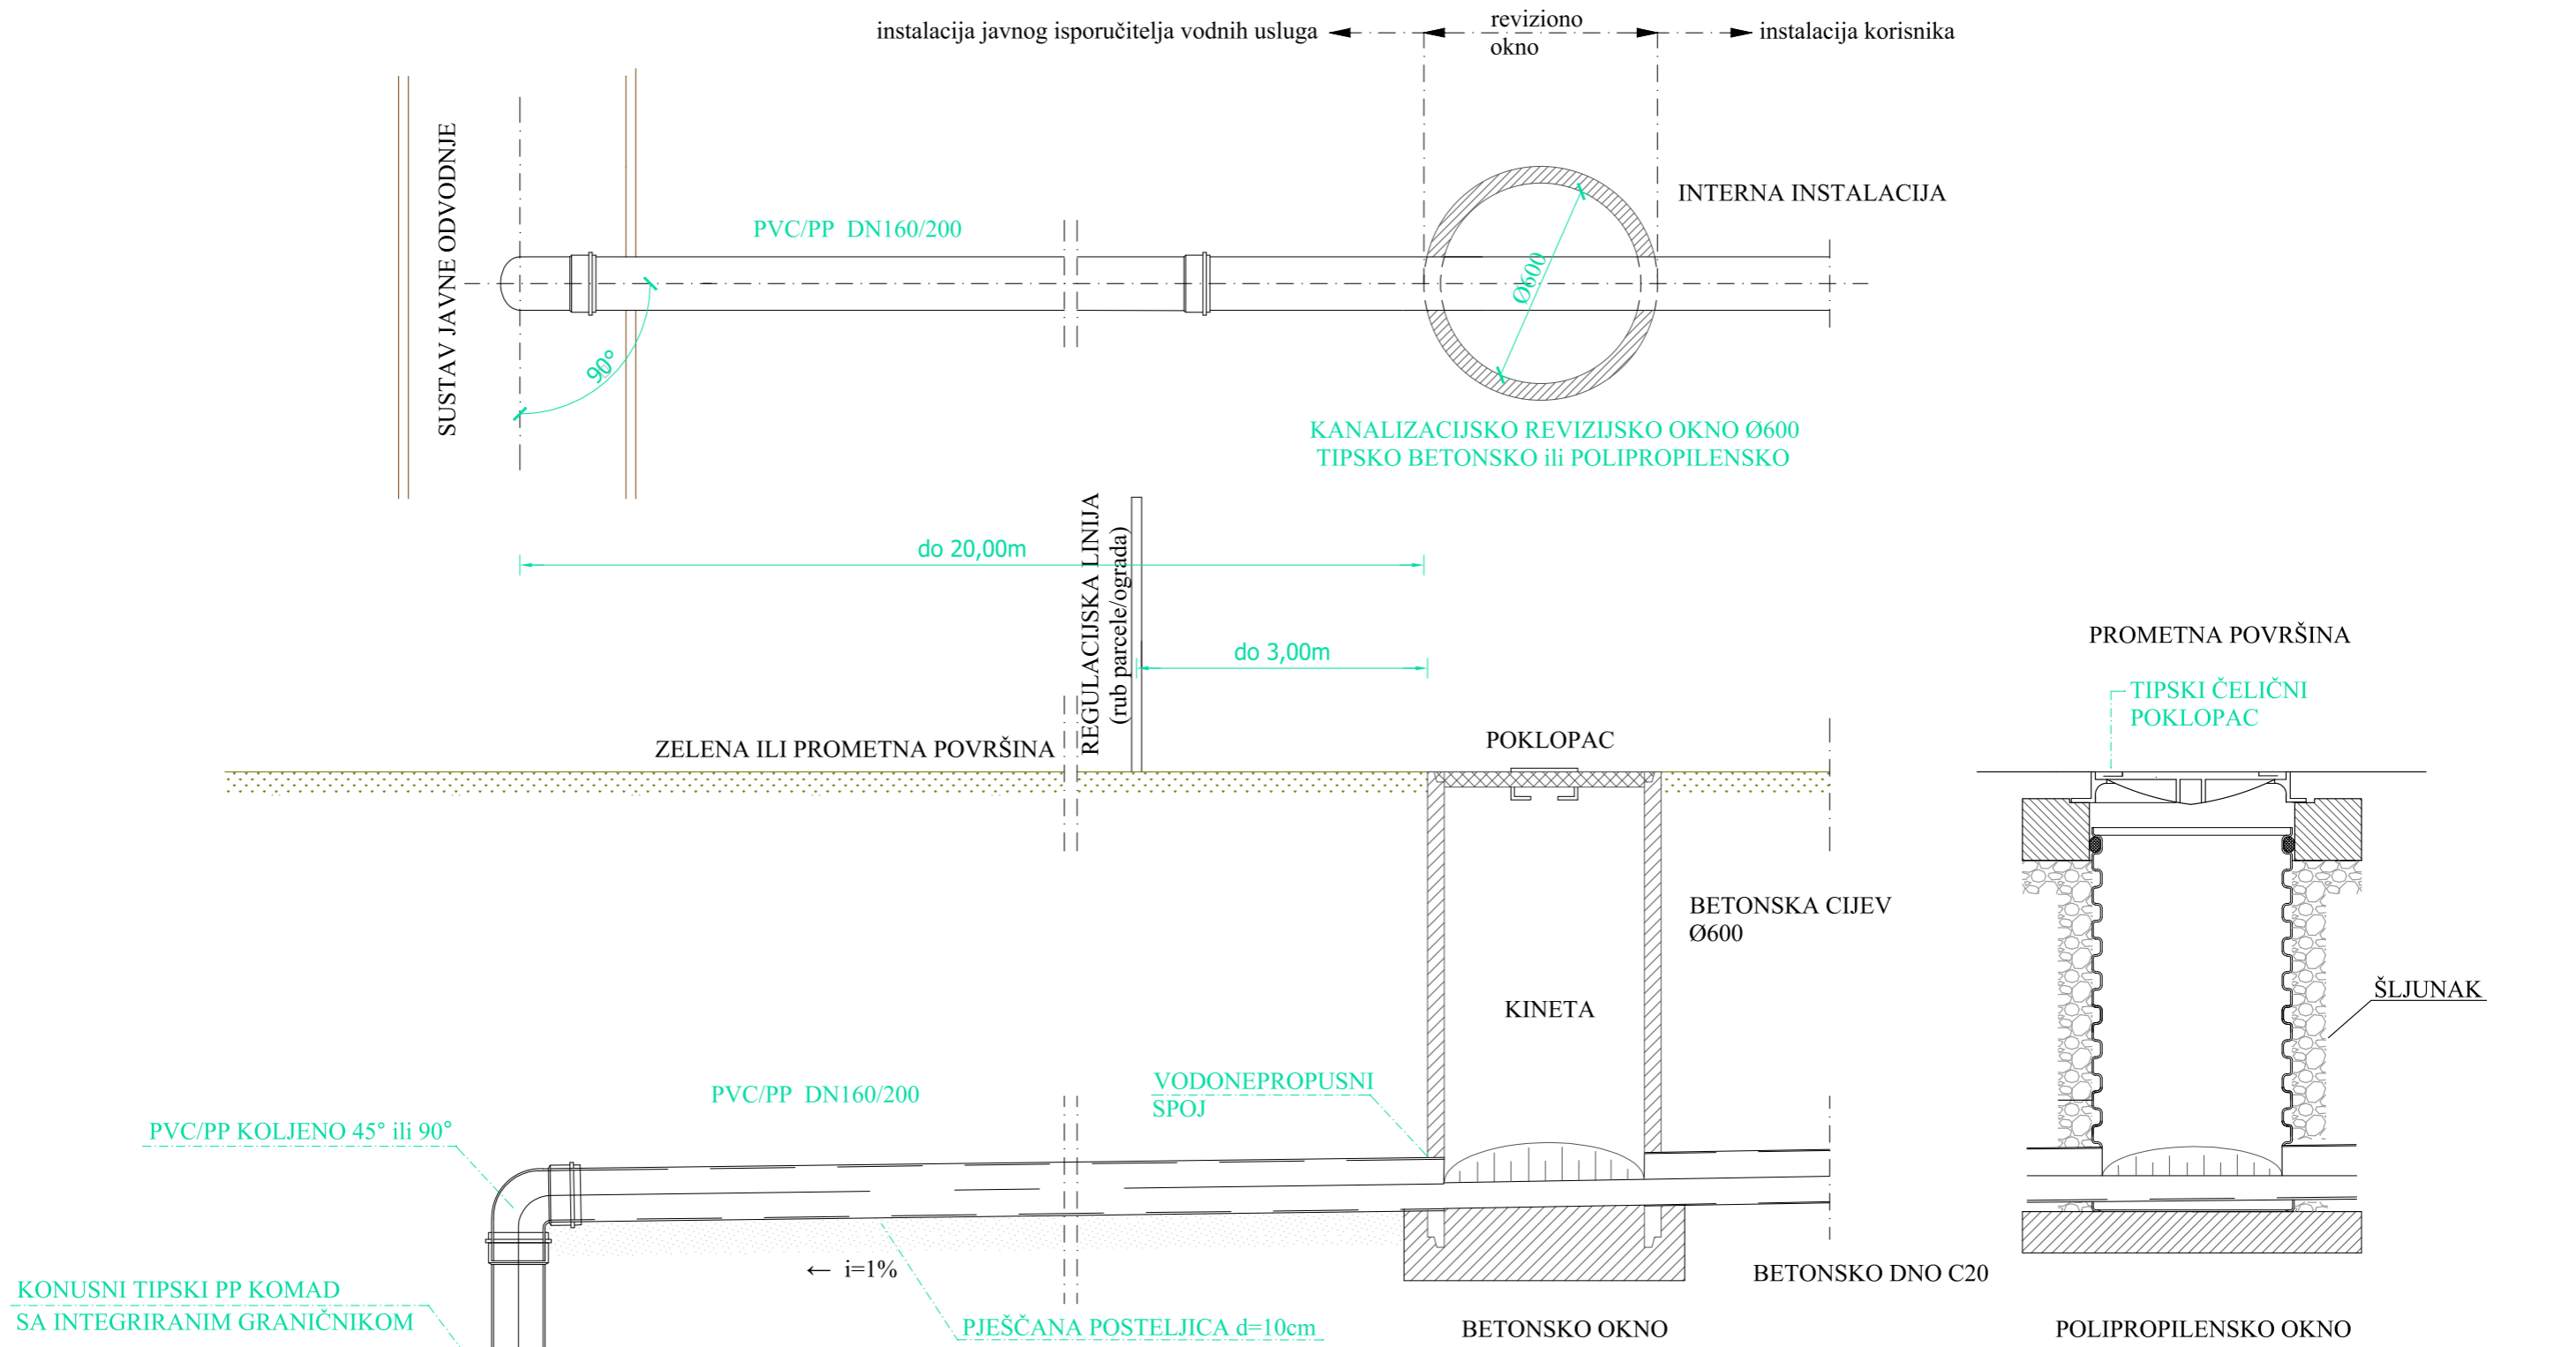 instalacija javnog isporučitelja vodnih usluga
reviziono
okno
instalacija korisnika
SUSTAV JAVNE ODVODNJE
PVC/PP DN160/200
INTERNA INSTALACIJA
Ø600
90°
KANALIZACIJSKO REVIZIJSKO OKNO Ø600
TIPSKO BETONSKO ili POLIPROPILENSKO
do 20,00m
REGULACIJSKA LINIJA
(rub parcele/ograda)
do 3,00m
PROMETNA POVRŠINA
TIPSKI ČELIČNI
POKLOPAC
ZELENA ILI PROMETNA POVRŠINA
POKLOPAC
BETONSKA CIJEV
Ø600
KINETA
ŠLJUNAK
PVC/PP DN160/200
VODONEPROPUSNI
SPOJ
PVC/PP KOLJENO 45° ili 90°
← i=1%
BETONSKO DNO C20
KONUSNI TIPSKI PP KOMAD
SA INTEGRIRANIM GRANIČNIKOM
PJEŠČANA POSTELJICA d=10cm
BETONSKO OKNO
POLIPROPILENSKO OKNO